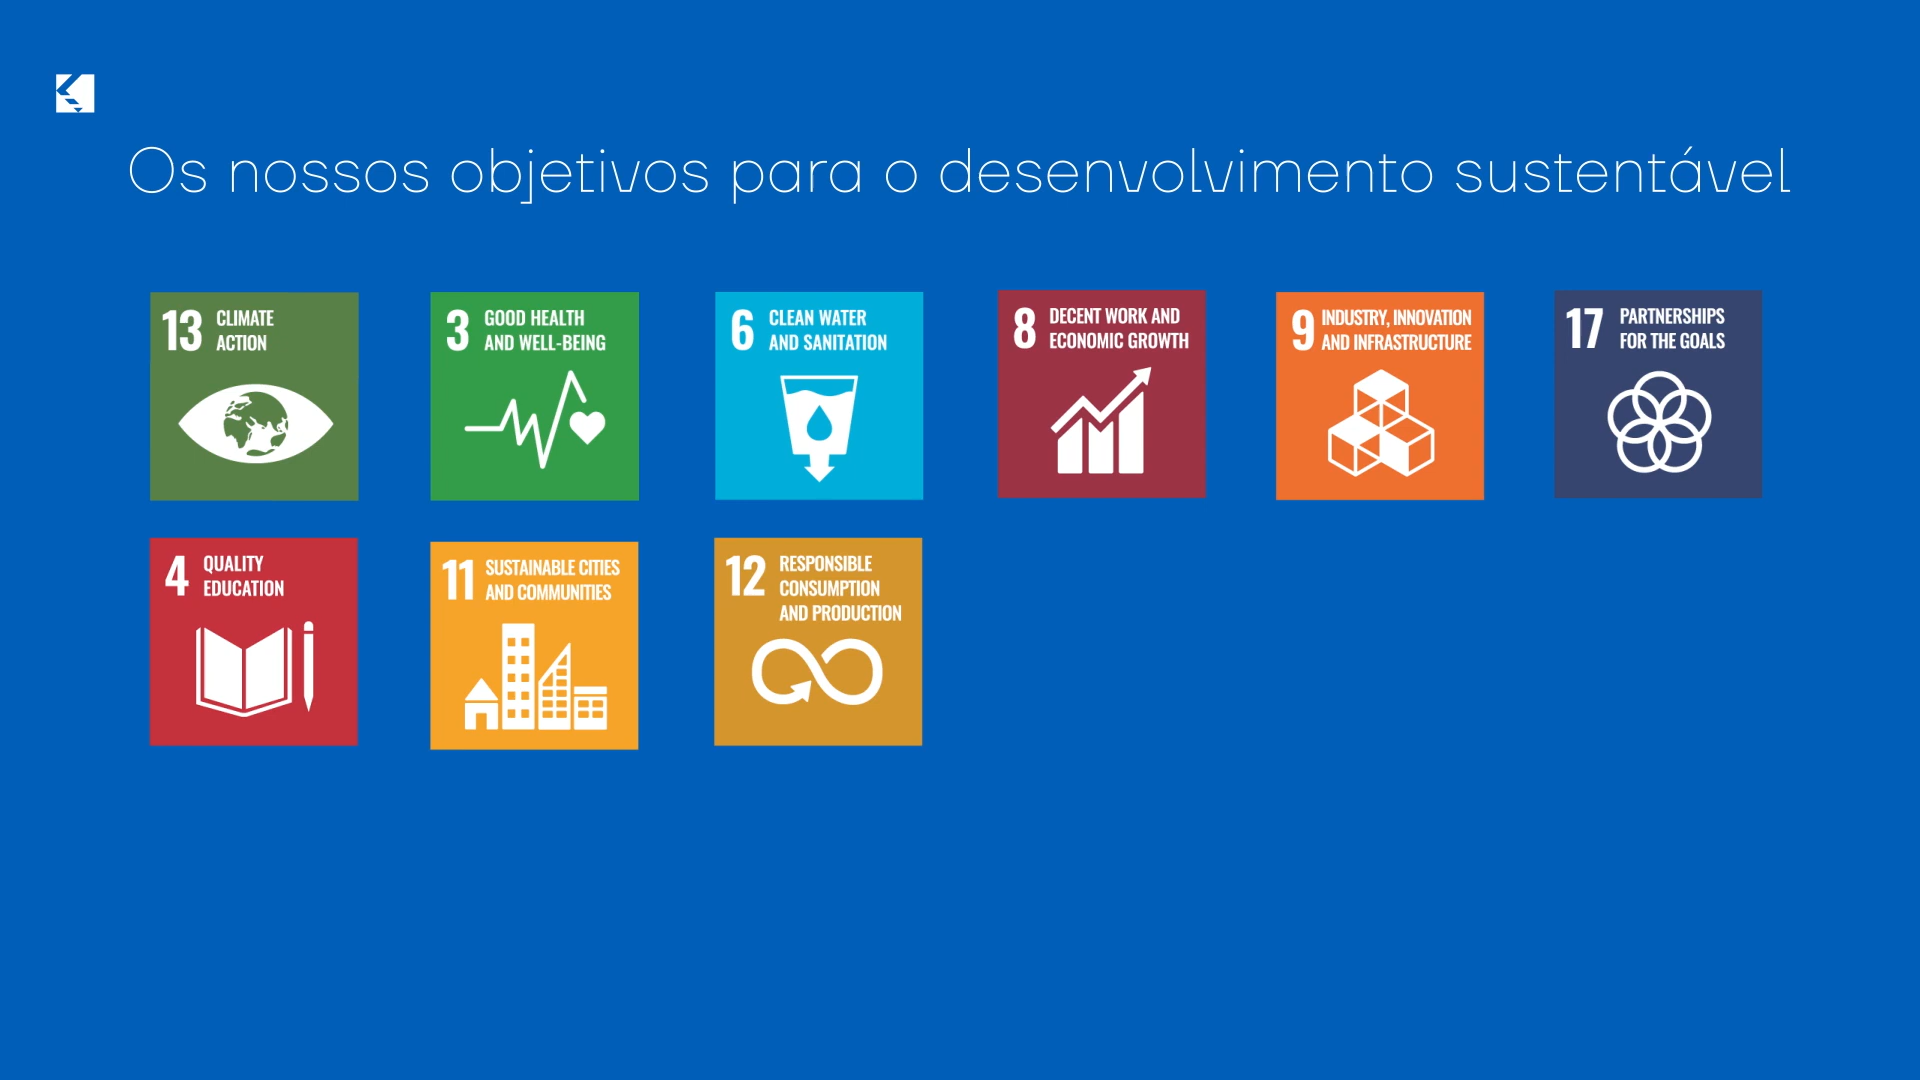 Os nossos objetivos para o desenvolvimento sustentável
13 CLIMATE
ACTION
3 GOOD HEALTH
AND WELL-BEING
6 CLEAN WATER
AND SANITATION
8 DECENT WORK AND
ECONOMIC GROWTH
9 INDUSTRY, INNOVATION
AND INFRASTRUCTURE
17 PARTNERSHIPS
FOR THE GOALS
4 QUALITY
EDUCATION
11 SUSTAINABLE CITIES
AND COMMUNITIES
12 RESPONSIBLE
CONSUMPTION
AND PRODUCTION